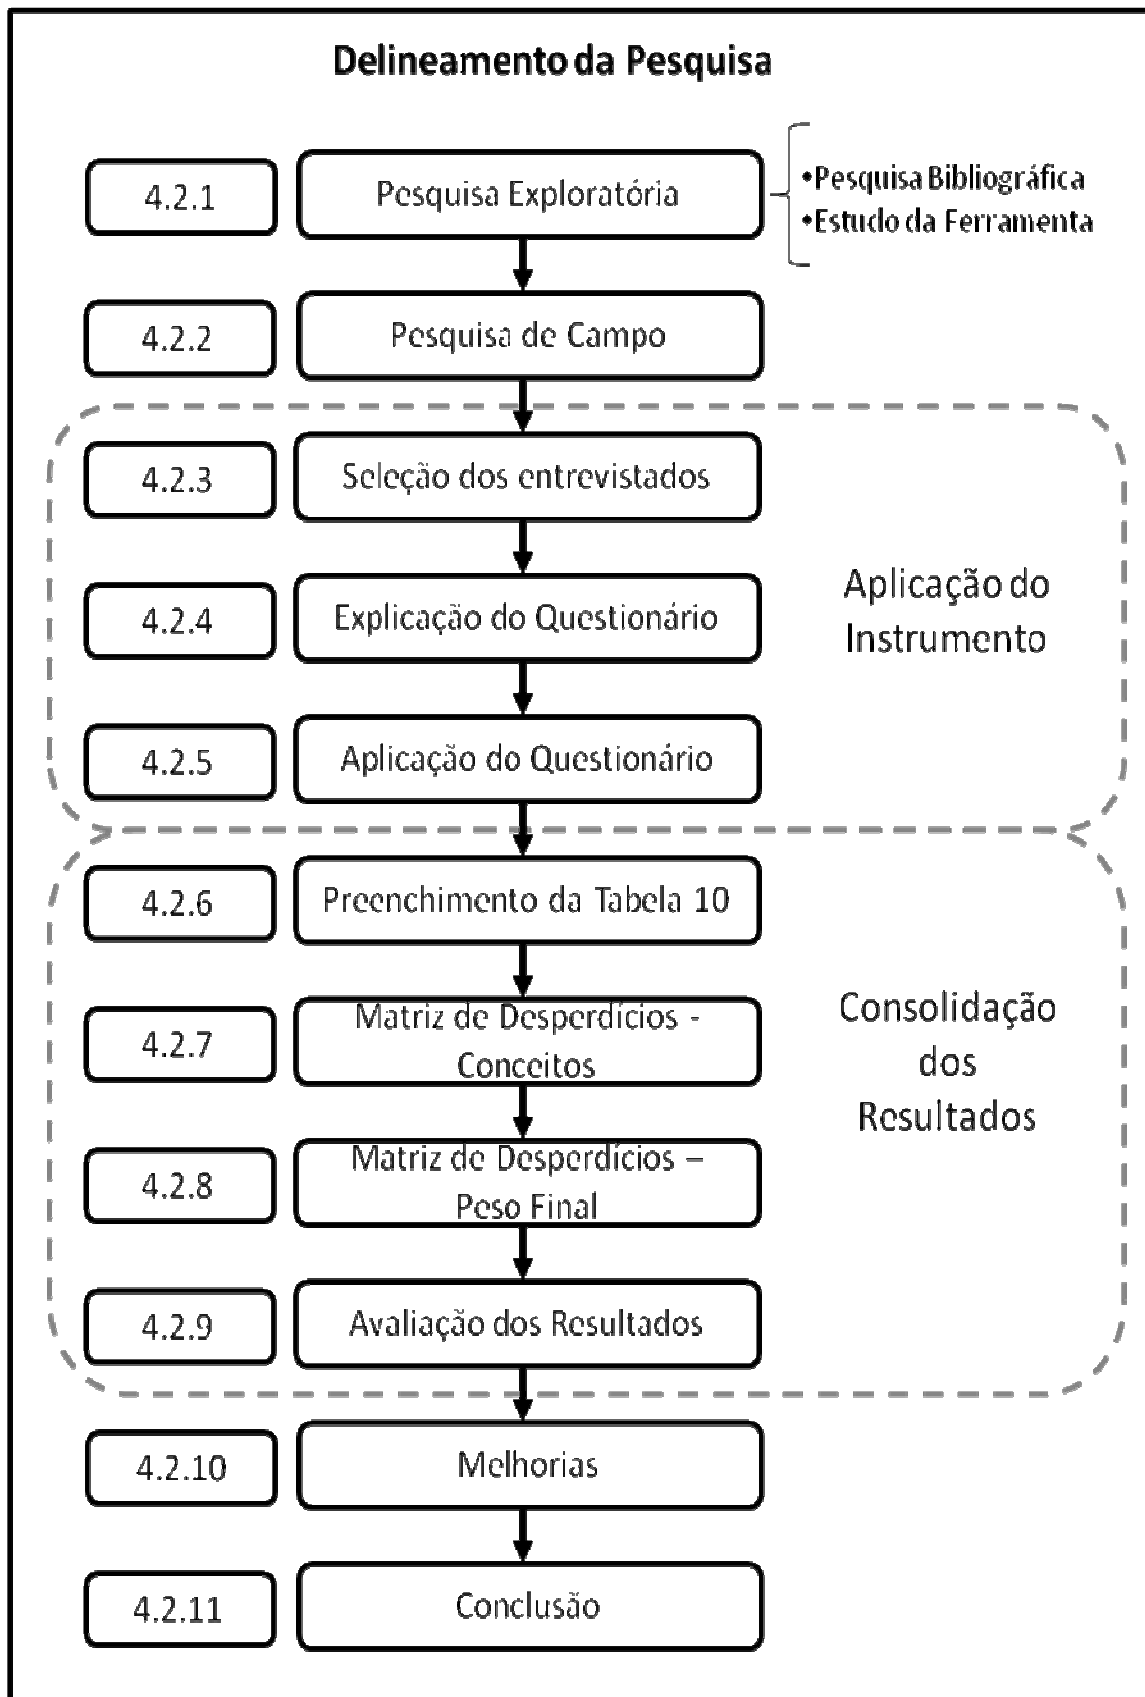 Delineamento da Pesquisa
4.2.1
Pesquisa Exploratória
•Pesquisa Bibliográfica
•Estudo da Ferramenta
4.2.2
Pesquisa de Campo
4.2.3
Seleção dos entrevistados
4.2.4
Explicação do Questionário
Aplicação do
Instrumento
4.2.5
Aplicação do Questionário
4.2.6
Preenchimento da Tabela 10
4.2.7
Matriz de Desperdícios -
Conceitos
Consolidação
dos
Resultados
4.2.8
Matriz de Desperdícios –
Peso Final
4.2.9
Avaliação dos Resultados
4.2.10
Melhorias
4.2.11
Conclusão